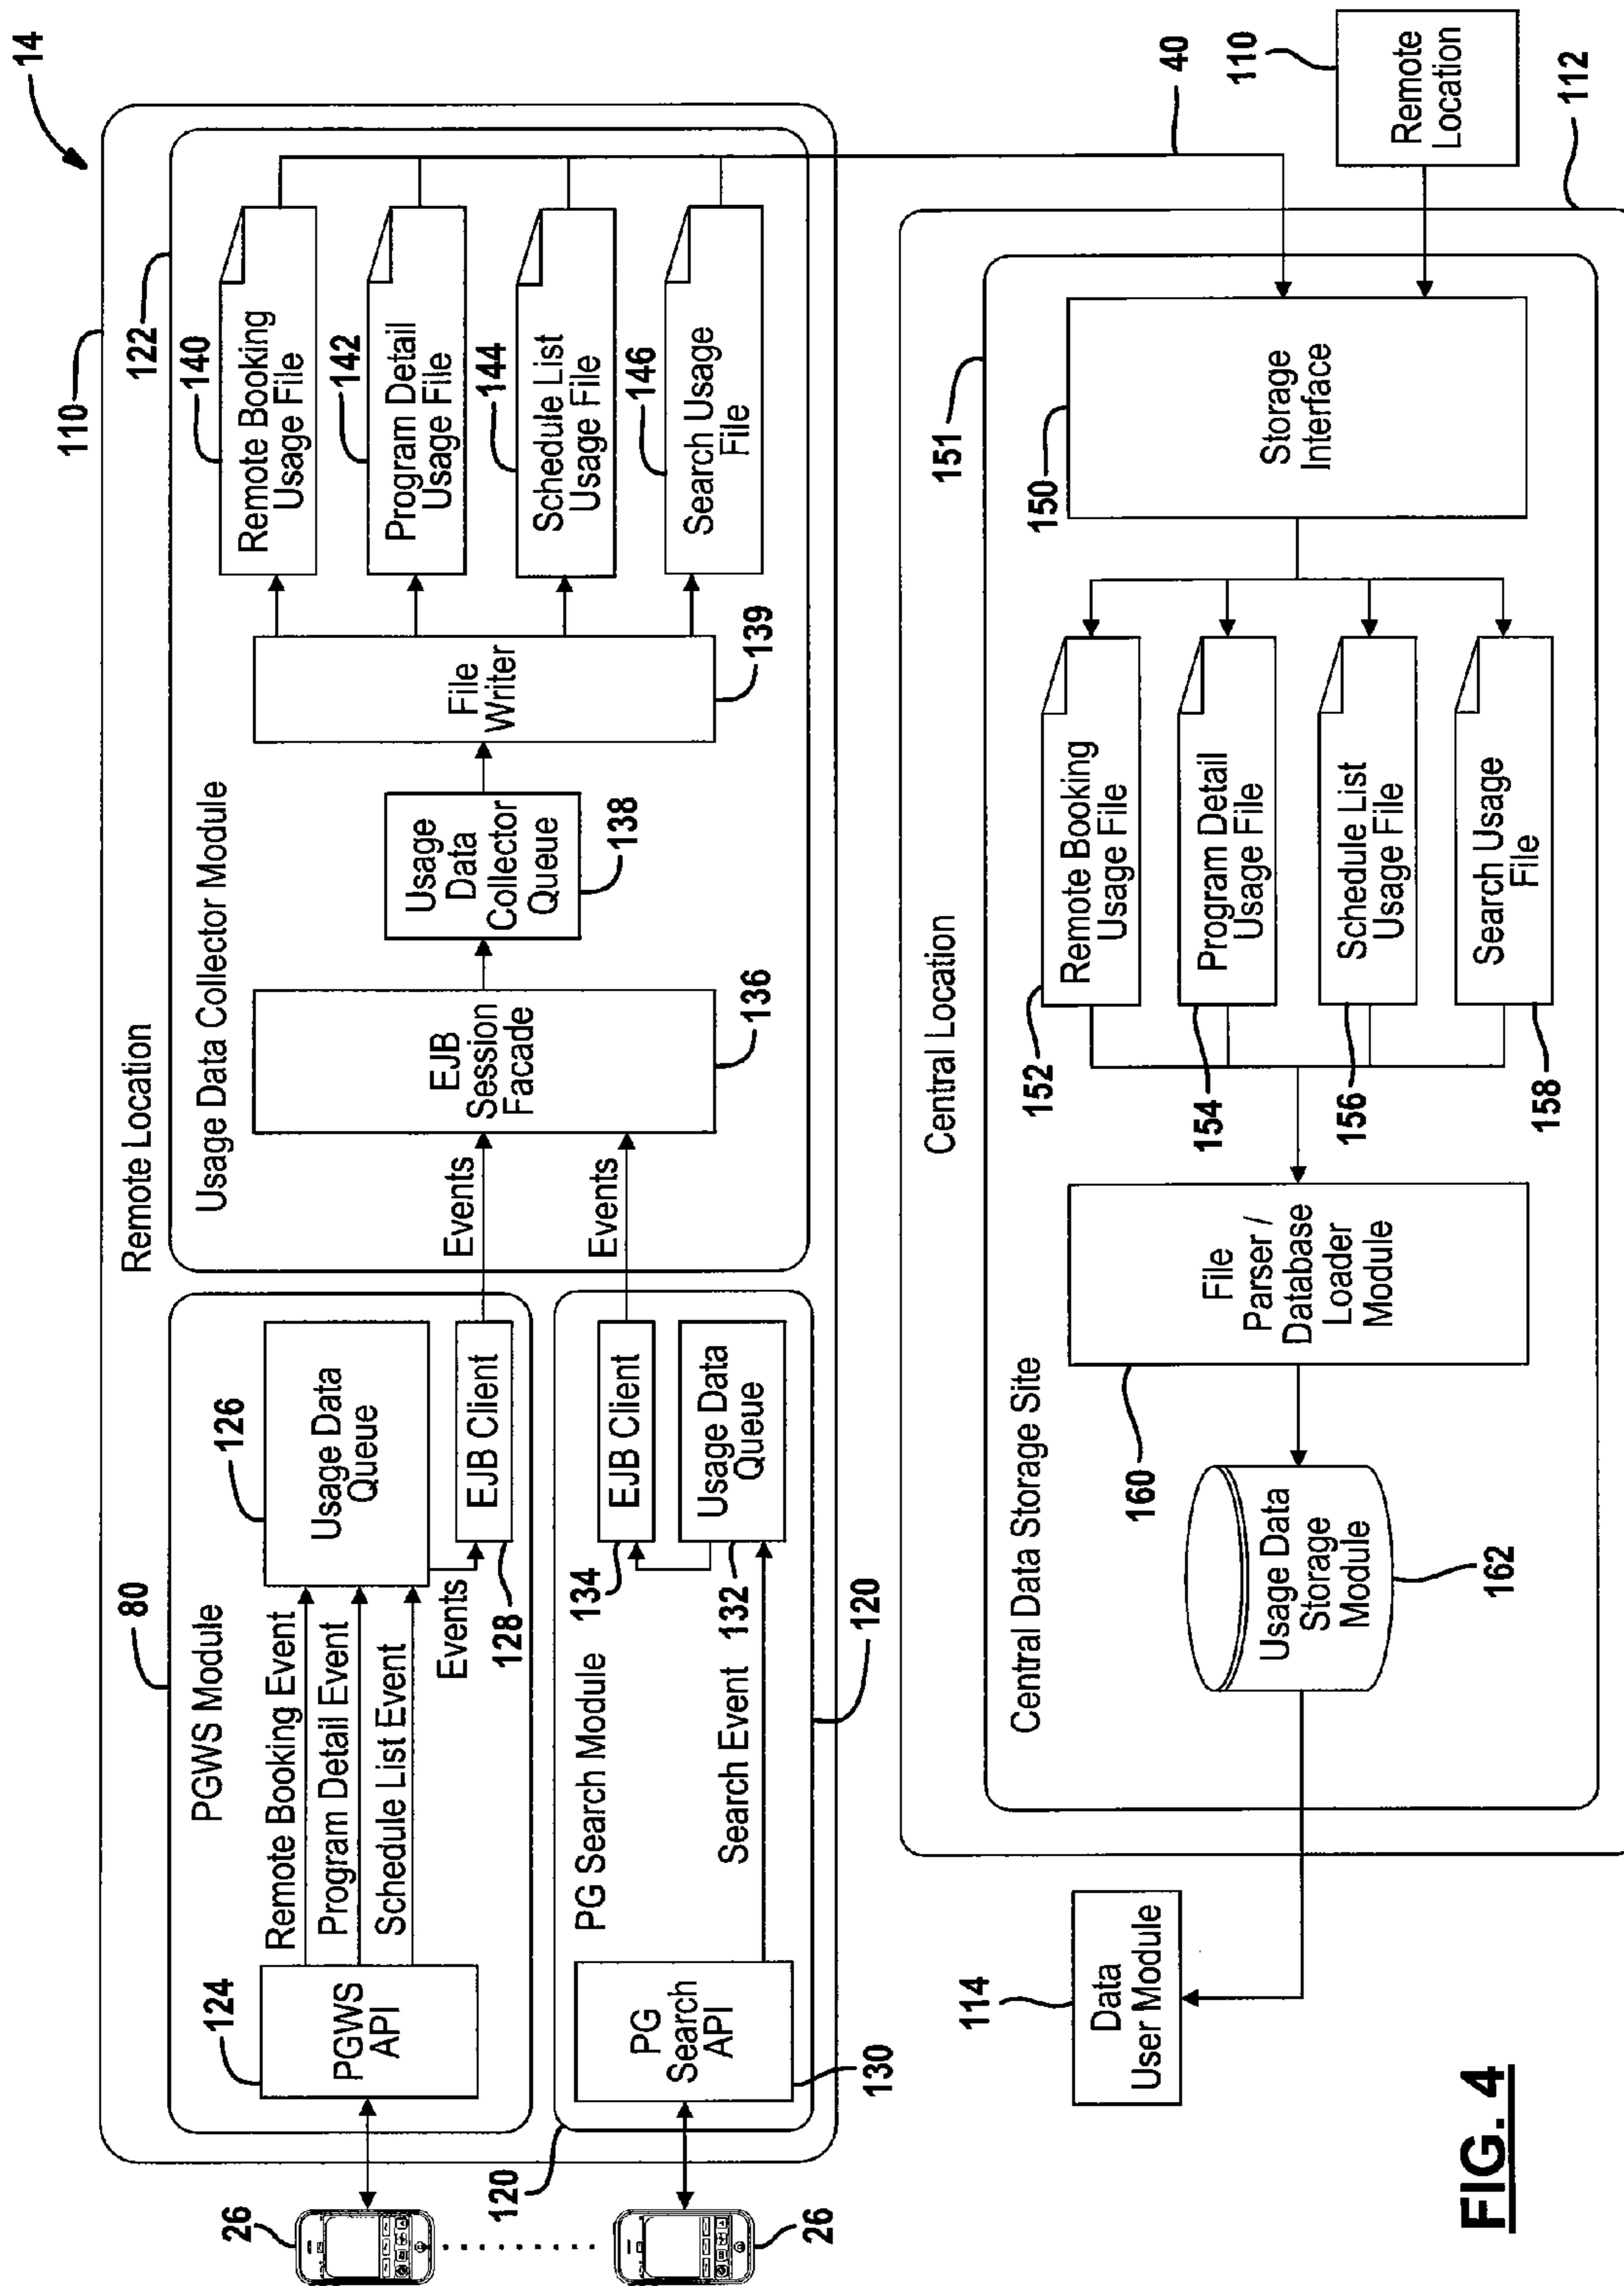 14
110
Remote Location
80
PGWS Module
26
124
PGWS
API
Remote Booking Event
Program Detail Event
Schedule List Event
126
Usage Data
Queue
Events
EJB Client
128
120
PG Search Module
26
PG
Search
API
130
Search Event
134
EJB Client
132
Usage Data
Queue
120
122
Usage Data Collector Module
Events
Events
EJB
Session
Facade
136
Usage
Data
Collector
Queue
138
File
Writer
139
140
Remote Booking
Usage File
142
Program Detail
Usage File
144
Schedule List
Usage File
146
Search Usage
File
40
110
Remote
Location
112
Central Location
151
Central Data Storage Site
114
Data
User Module
Usage Data
Storage
Module
162
160
File
Parser /
Database
Loader
Module
152
Remote Booking
Usage File
154
Program Detail
Usage File
156
Schedule List
Usage File
158
Search Usage
File
150
Storage
Interface
FIG. 4